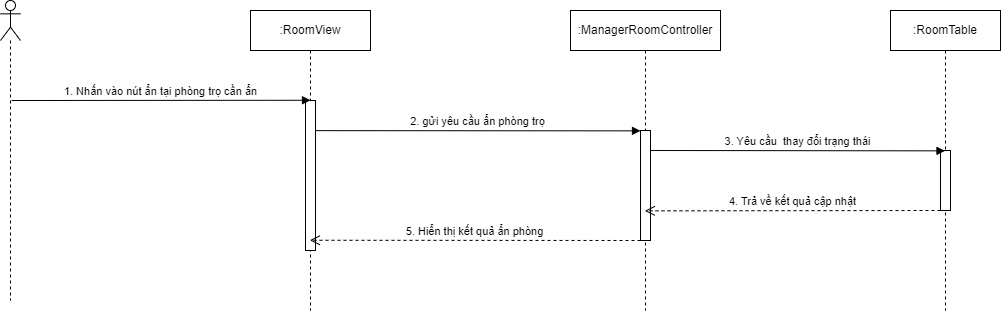 :RoomView
:ManagerRoomController
:RoomTable
1. Nhấn vào nút ẩn tại phòng trọ cần ẩn
2. gửi yêu cầu ẩn phòng trọ
3. Yêu cầu  thay đổi trạng thái
4. Trả về kết quả cập nhật
5. Hiển thị kết quả ẩn phòng